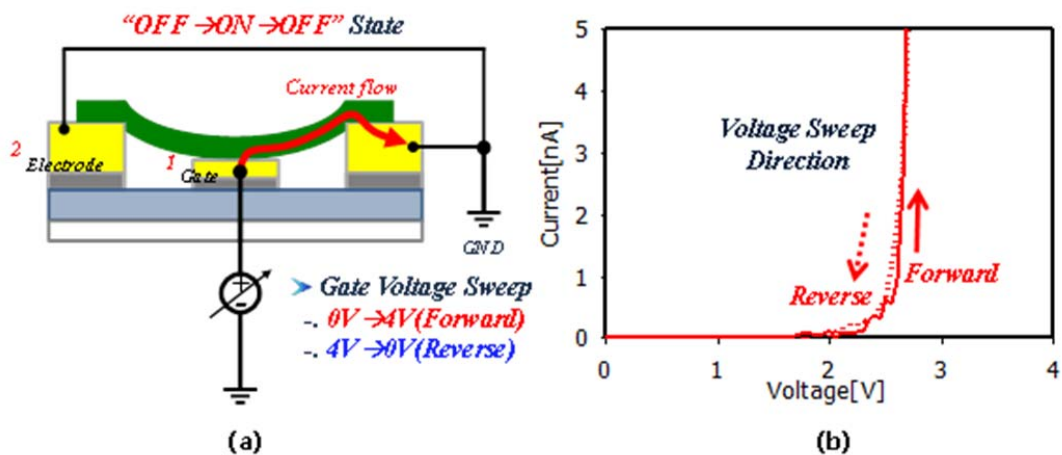 “OFF→ON→OFF” State
Current flow
2
Electrode
1
Gate
GND
+
-
➤ Gate Voltage Sweep
-. 0V→4V(Forward)
-. 4V→0V(Reverse)
(a)
Current[nA]
5
4
3
2
1
0
Voltage Sweep
Direction
Reverse
Forward
0 1 2 3 4
Voltage[V]
(b)